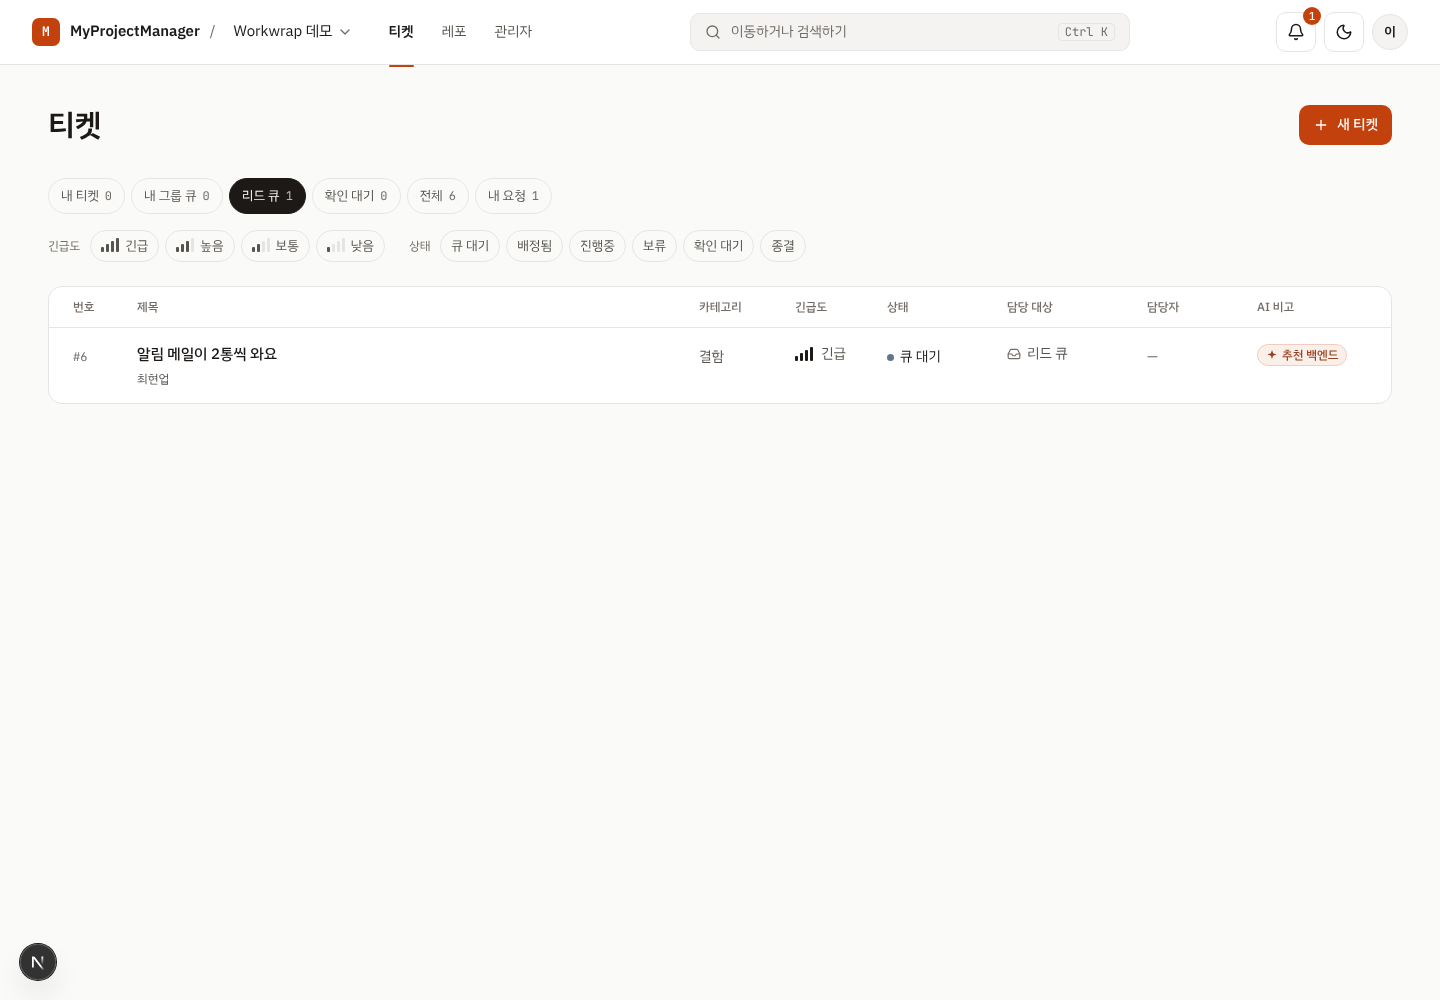 M MyProjectManager / Workwrap 데모 티켓 레포 관리자 이동하거나 검색하기 Ctrl K 1 이
티켓 새 티켓
내 티켓 0 내 그룹 큐 0 리드 큐 1 확인 대기 0 전체 6 내 요청 1
긴급도 긴급 높음 보통 낮음 상태 큐 대기 배정됨 진행중 보류 확인 대기 종결
번호 제목 카테고리 긴급도 상태 담당 대상 담당자 AI 비고
#6 알림 메일이 2통씩 와요 결함 긴급 큐 대기 리드 큐 — 추천 백엔드
최현업
N